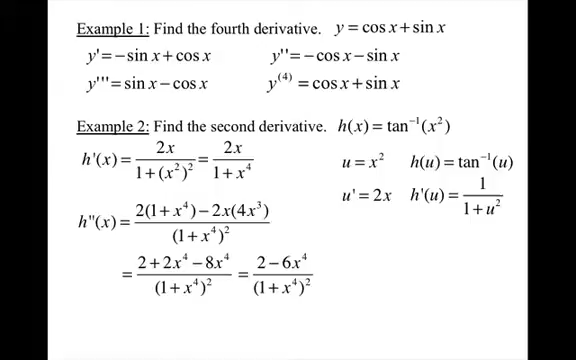 Example 1: Find the fourth derivative. y = cos x + sin x
y' = −sin x + cos x y'' = −cos x − sin x
y''' = sin x − cos x y⁽⁴⁾ = cos x + sin x
Example 2: Find the second derivative. h(x) = tan⁻¹(x²)
h'(x) = 2x / (1 + (x²)²) = 2x / (1 + x⁴)
u = x² h(u) = tan⁻¹(u)
u' = 2x h'(u) = 1 / (1 + u²)
h''(x) = (2(1 + x⁴) − 2x(4x³)) / (1 + x⁴)²
= (2 + 2x⁴ − 8x⁴) / (1 + x⁴)² = (2 − 6x⁴) / (1 + x⁴)²